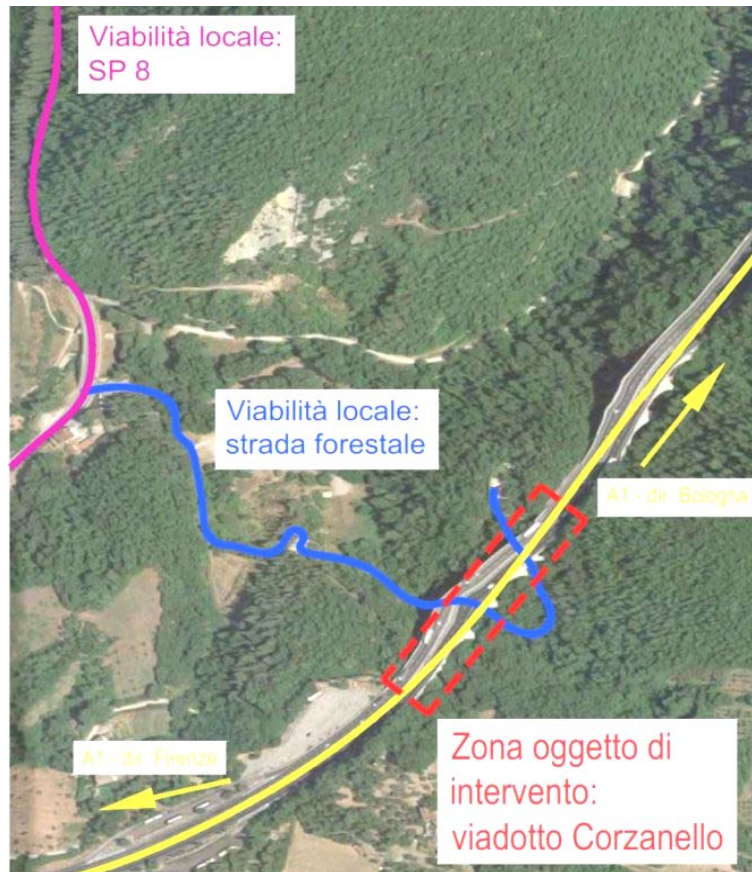 Viabilità locale:
SP 8
Viabilità locale:
strada forestale
A1 - dir. Bologna
A1 - dir. Firenze
Zona oggetto di
intervento:
viadotto Corzanello